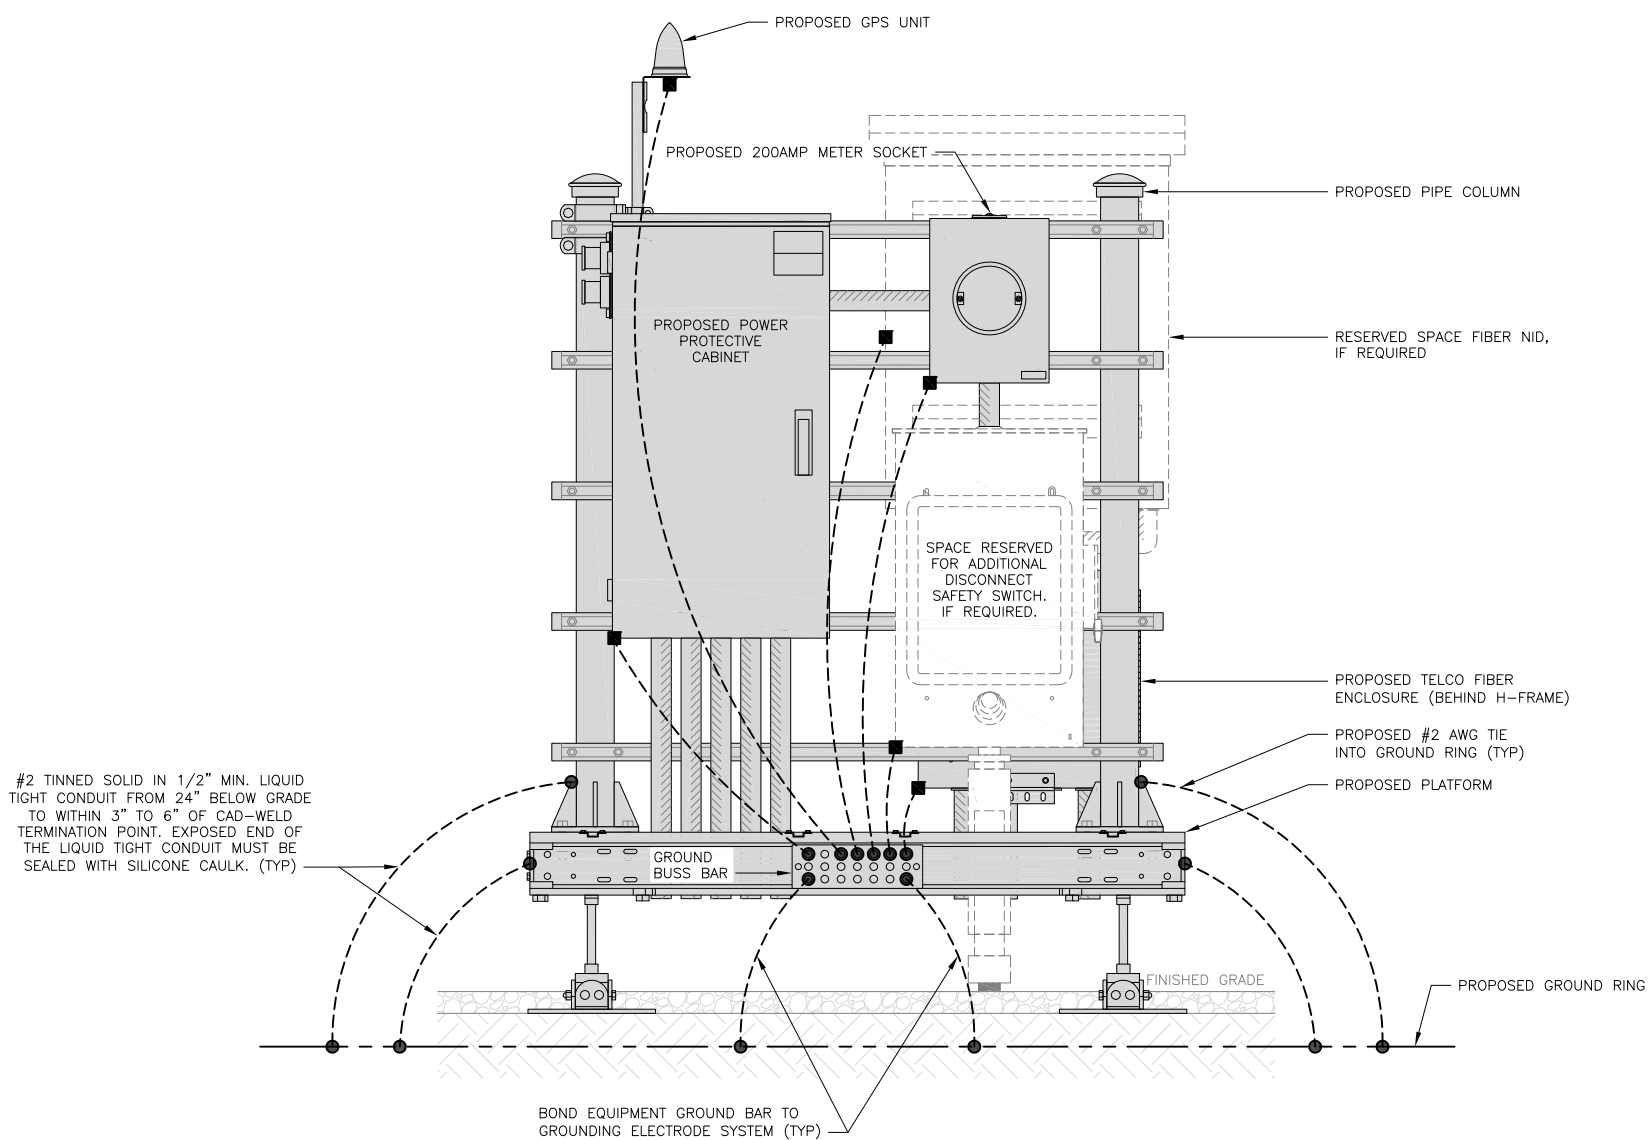 PROPOSED GPS UNIT
PROPOSED 200AMP METER SOCKET
PROPOSED PIPE COLUMN
PROPOSED POWER
PROTECTIVE
CABINET
RESERVED SPACE FIBER NID,
IF REQUIRED
SPACE RESERVED
FOR ADDITIONAL
DISCONNECT
SAFETY SWITCH.
IF REQUIRED.
PROPOSED TELCO FIBER
ENCLOSURE (BEHIND H-FRAME)
PROPOSED #2 AWG TIE
INTO GROUND RING (TYP)
PROPOSED PLATFORM
#2 TINNED SOLID IN 1/2" MIN. LIQUID
TIGHT CONDUIT FROM 24" BELOW GRADE
TO WITHIN 3" TO 6" OF CAD-WELD
TERMINATION POINT. EXPOSED END OF
THE LIQUID TIGHT CONDUIT MUST BE
SEALED WITH SILICONE CAULK. (TYP)
GROUND
BUSS BAR
FINISHED GRADE
PROPOSED GROUND RING
BOND EQUIPMENT GROUND BAR TO
GROUNDING ELECTRODE SYSTEM (TYP)